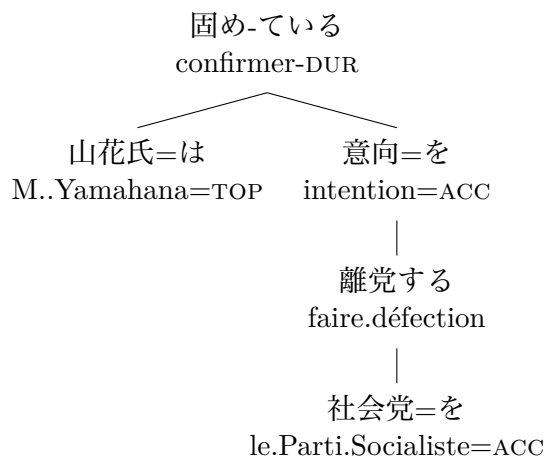 固め-ている
confirmer-DUR
山花氏=は
M..Yamahana=TOP
意向=を
intention=ACC
離党する
faire.défection
社会党=を
le.Parti.Socialiste=ACC